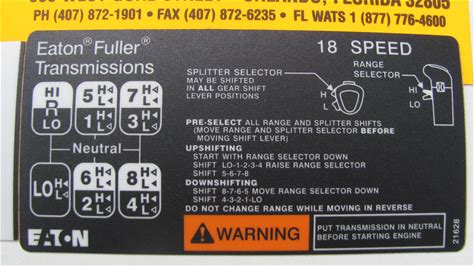 ORLANDO, FLORIDA 32805
PH (407) 872-1901 • FAX (407) 872-6235 • FL WATS 1 (877) 776-4600
Eaton® Fuller®
Transmissions
18 SPEED
SPLITTER SELECTOR
MAY BE SHIFTED
IN ALL GEAR SHIFT
LEVER POSITIONS
H
L
RANGE
SELECTOR
HI
R
LO
5 H
L
7 H
L
1 H
L
3 H
L
Neutral
LO H
L
6 H
L
8 H
L
2 H
L
4 H
L
PRE-SELECT ALL RANGE AND SPLITTER SHIFTS
(MOVE RANGE AND SPLITTER SELECTOR BEFORE
MOVING SHIFT LEVER)
UPSHIFTING
START WITH RANGE SELECTOR DOWN
SHIFT LO-1-2-3-4 RAISE RANGE SELECTOR
SHIFT 5-6-7-8
DOWNSHIFTING
SHIFT 8-7-6-5 MOVE RANGE SELECTOR DOWN
SHIFT 4-3-2-1-LO
DO NOT CHANGE RANGE WHILE MOVING IN REVERSE
EATON
WARNING
PUT TRANSMISSION IN NEUTRAL
BEFORE STARTING ENGINE
21628